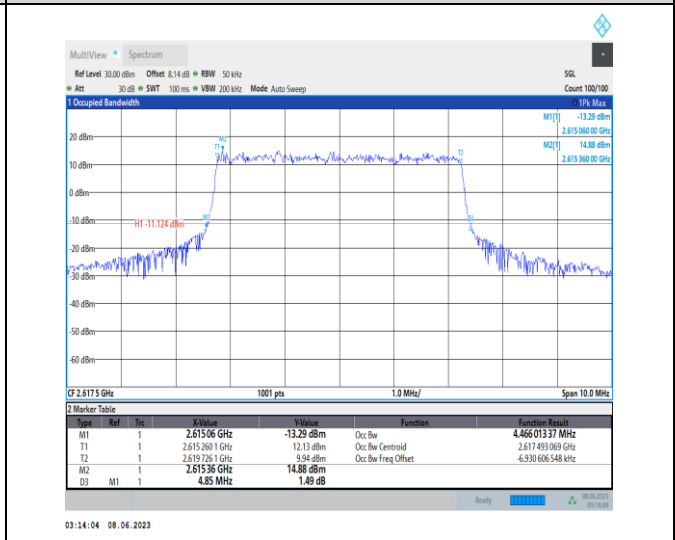 MultiView Spectrum
Ref Level 30.00 dBm Offset 8.14 dB RBW 50 kHz SGL
Att 30 dB SWT 100 ms VBW 200 kHz Mode Auto Sweep Count 100/100
1 Occupied Bandwidth 1Pk Max
M1[1] -13.29 dBm
2.615 060 00 GHz
M2[1] 14.88 dBm
2.615 360 00 GHz
20 dBm
M2
T1
T2
10 dBm
0 dBm
-10 dBm
H1 -11.124 dBm
M1
-20 dBm
-30 dBm
-40 dBm
-50 dBm
-60 dBm
CF 2.617 5 GHz 1001 pts 1.0 MHz/ Span 10.0 MHz
2 Marker Table
Type Ref Trc X-Value Y-Value Function Function Result
M1 1 2.615 06 GHz -13.29 dBm Occ Bw 4.466 013 37 MHz
T1 1 2.615 260 1 GHz 12.13 dBm Occ Bw Centroid 2.617 493 069 GHz
T2 1 2.619 726 1 GHz 9.94 dBm Occ Bw Freq Offset -6.930 606 548 kHz
M2 1 2.615 36 GHz 14.88 dBm
D3 M1 1 4.85 MHz 1.49 dB
Ready 08.06.2023
03:14:04
03:14:04 08.06.2023